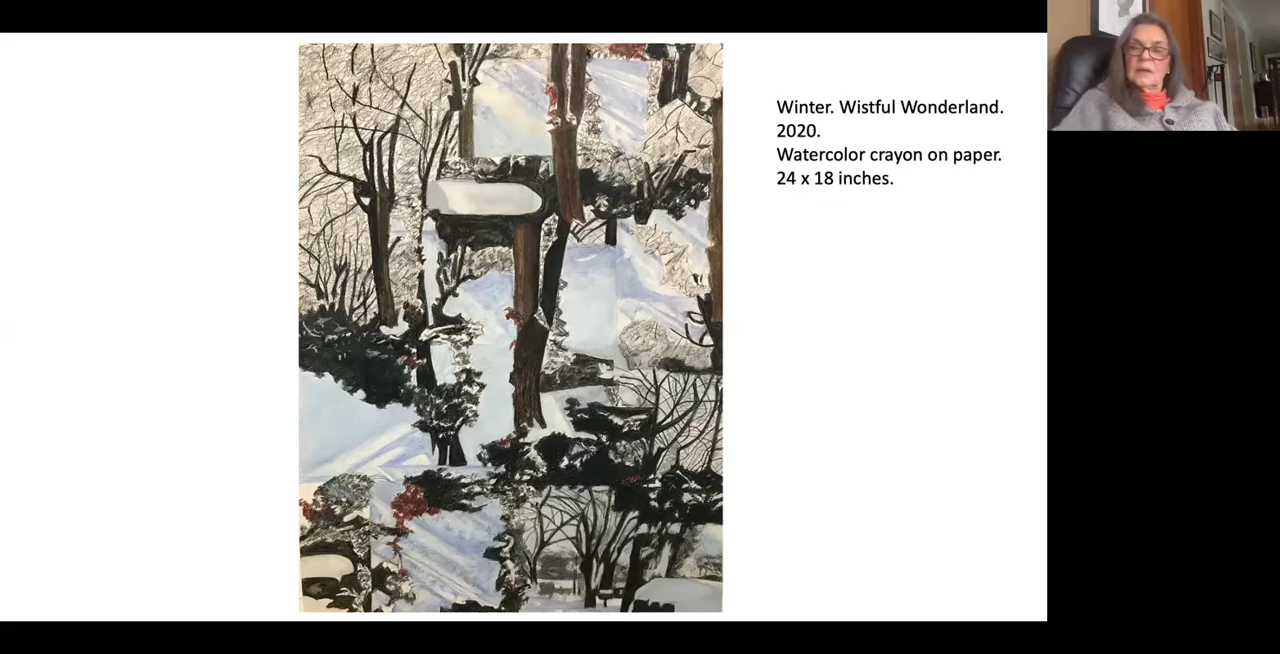 Winter. Wistful Wonderland.
2020.
Watercolor crayon on paper.
24 x 18 inches.